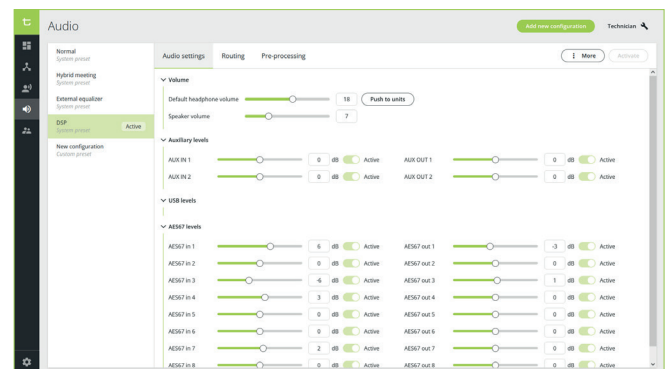 Audio
Add new configuration
Technician
Normal
System preset
Hybrid meeting
System preset
External equalizer
System preset
DSP
System preset
Active
New configuration
Custom preset
Audio settings Routing Pre-processing
More
Activate
Volume
Default headphone volume 18 Push to units
Speaker volume 7
Auxiliary levels
AUX IN 1 0 dB Active AUX OUT 1 0 dB Active
AUX IN 2 0 dB Active AUX OUT 2 0 dB Active
USB levels
AES67 levels
AES67 in 1 6 dB Active AES67 out 1 -3 dB Active
AES67 in 2 0 dB Active AES67 out 2 0 dB Active
AES67 in 3 -6 dB Active AES67 out 3 1 dB Active
AES67 in 4 3 dB Active AES67 out 4 0 dB Active
AES67 in 5 0 dB Active AES67 out 5 0 dB Active
AES67 in 6 0 dB Active AES67 out 6 0 dB Active
AES67 in 7 2 dB Active AES67 out 7 0 dB Active
AES67 in 8 0 dB Active AES67 out 8 0 dB Active